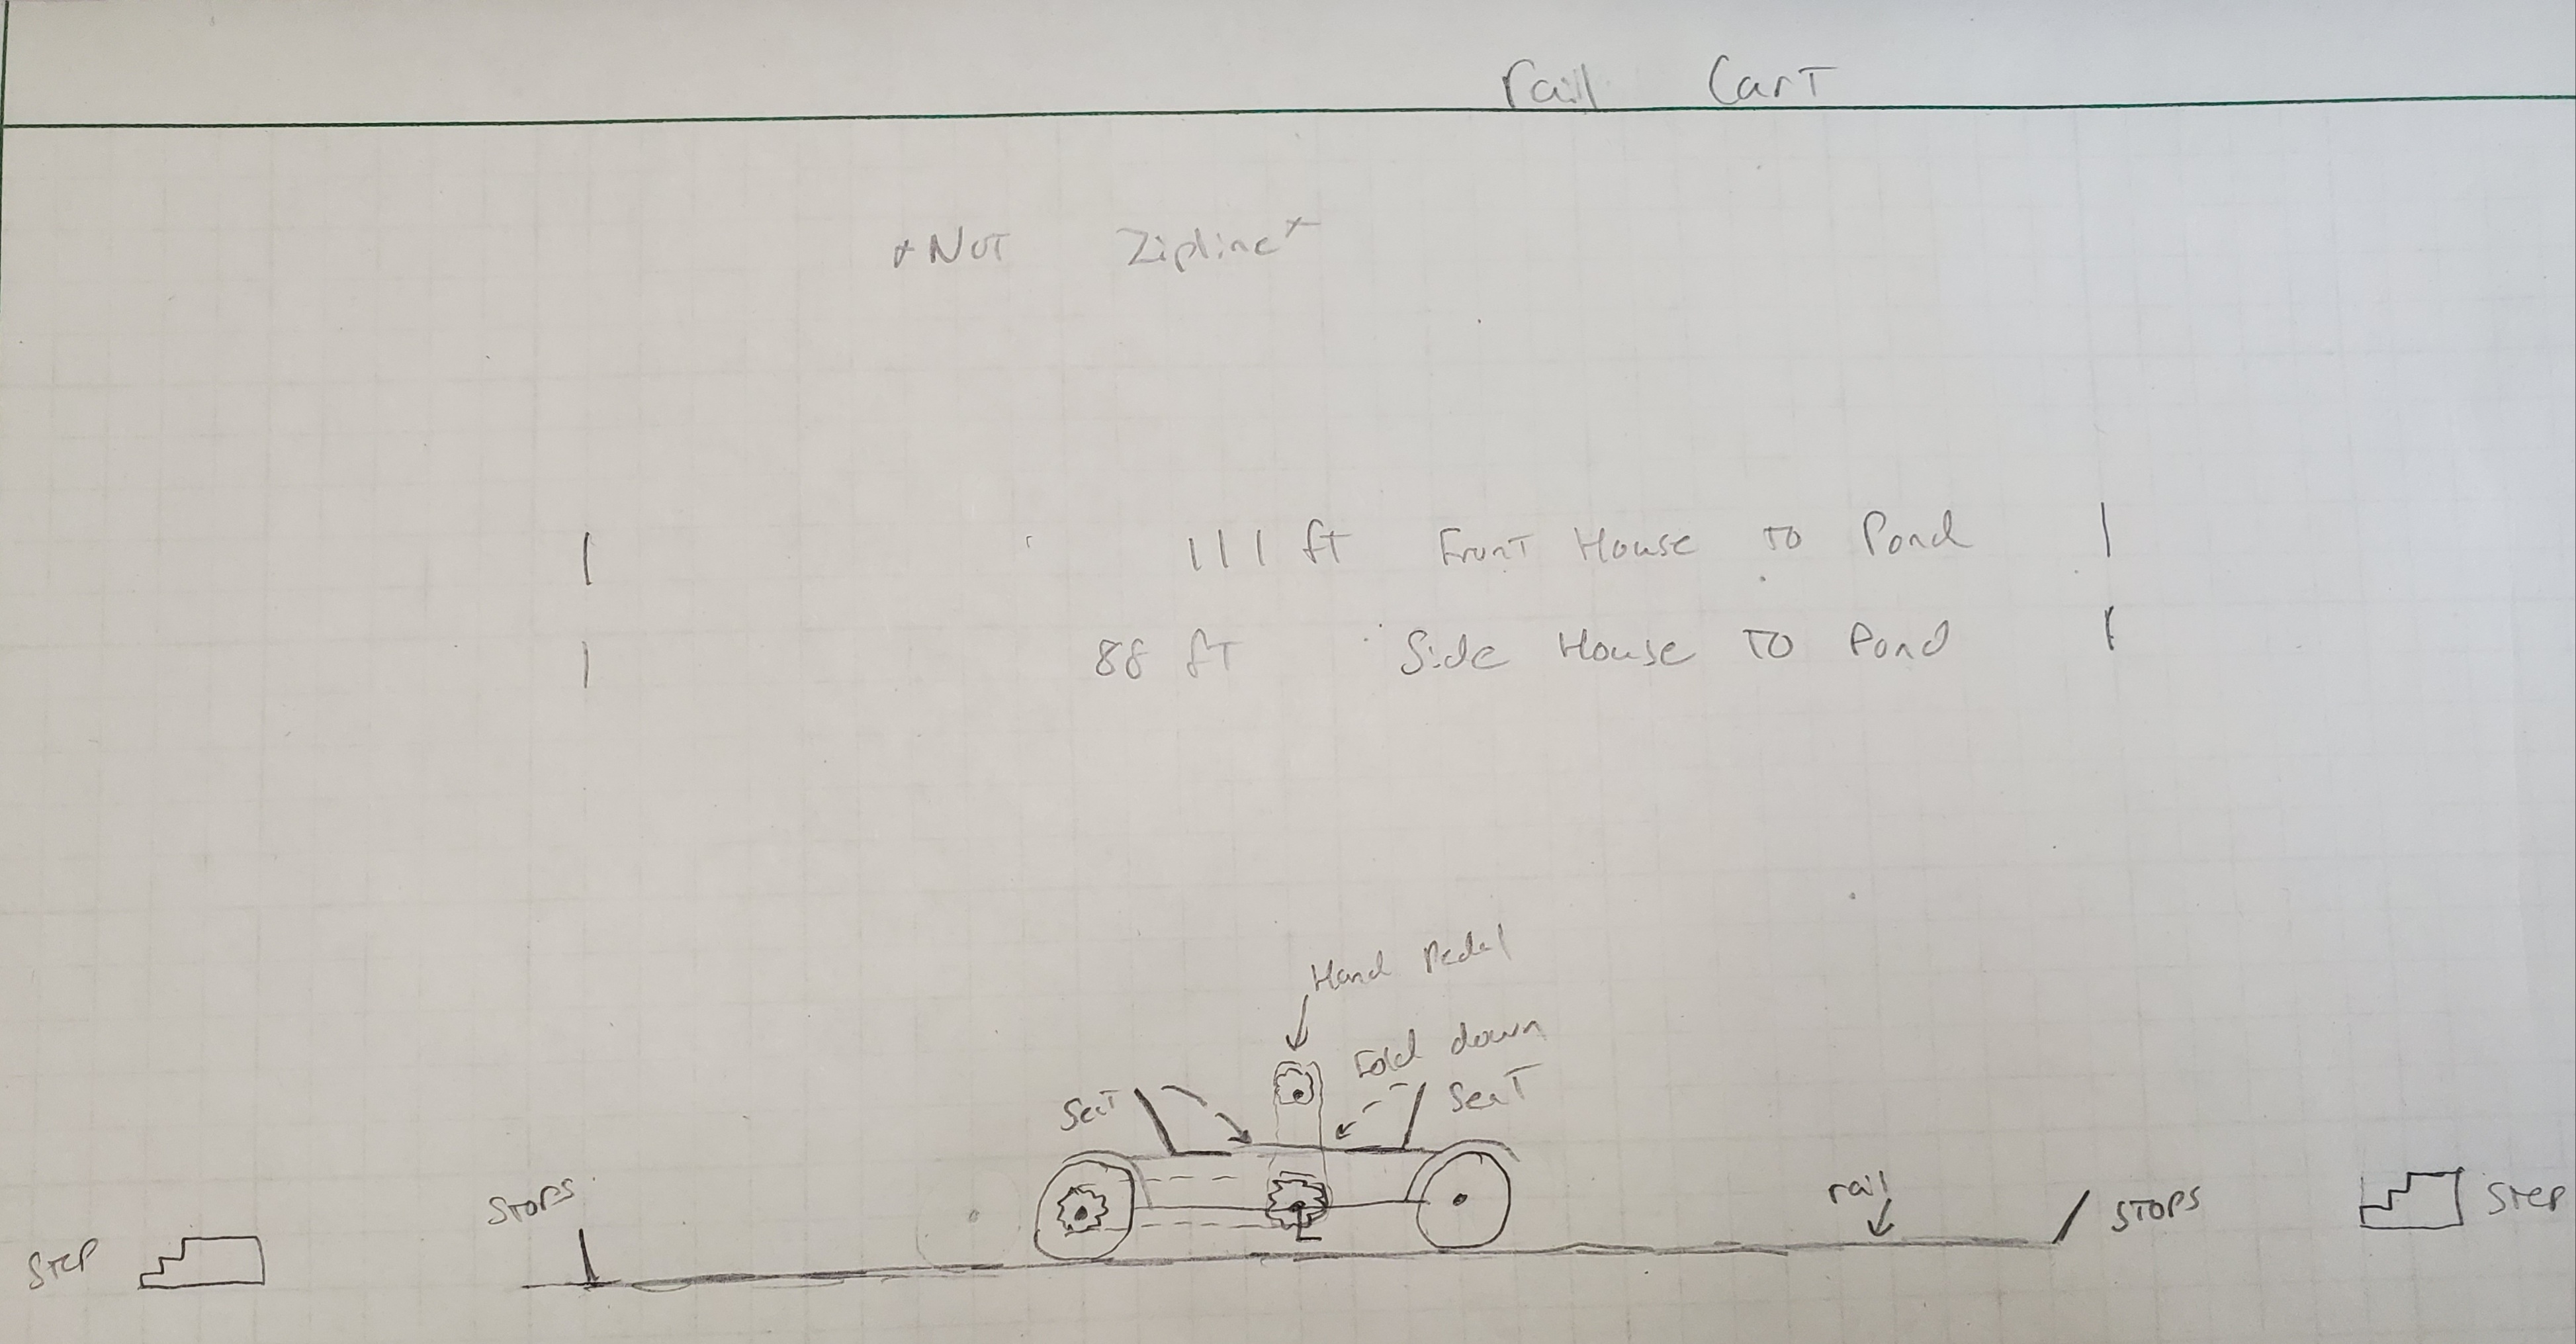 rail Cart
*Not Zipline*
111 ft Front House to Pond
88 ft Side House to Pond
Hand Pedal
Fold down
Seat
Seat
rail
Stops
Stops
Step
Step